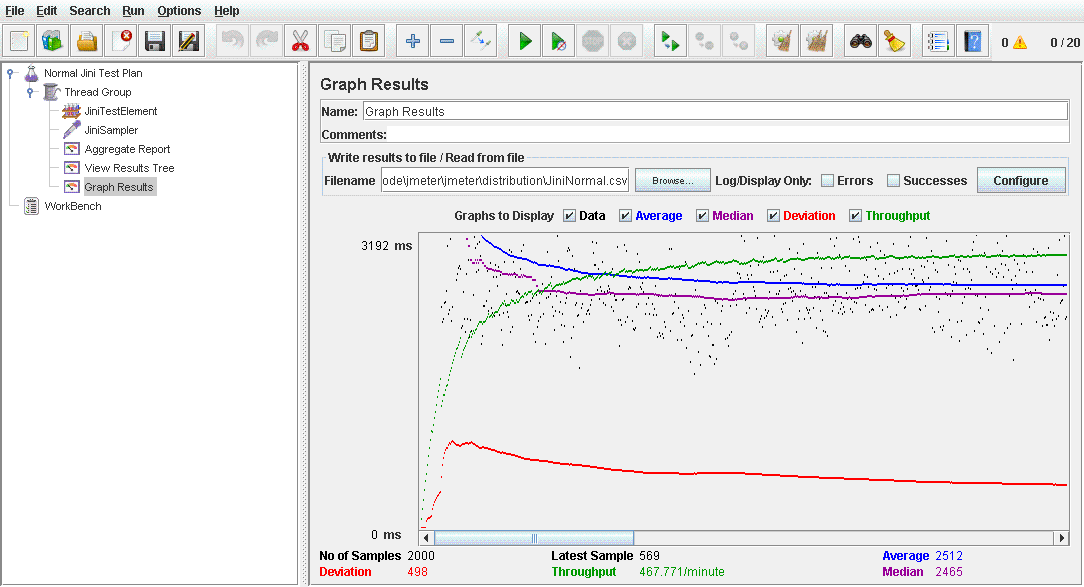 File Edit Search Run Options Help
0 0 / 20
Normal Jini Test Plan
Thread Group
JiniTestElement
JiniSampler
Aggregate Report
View Results Tree
Graph Results
WorkBench
Graph Results
Name: Graph Results
Comments:
Write results to file / Read from file
Filename ode\jmeter\jmeter\distribution\JiniNormal.csv Browse... Log/Display Only: Errors Successes Configure
Graphs to Display Data Average Median Deviation Throughput
3192 ms
0 ms
No of Samples 2000 Latest Sample 569 Average 2512
Deviation 498 Throughput 467.771/minute Median 2465